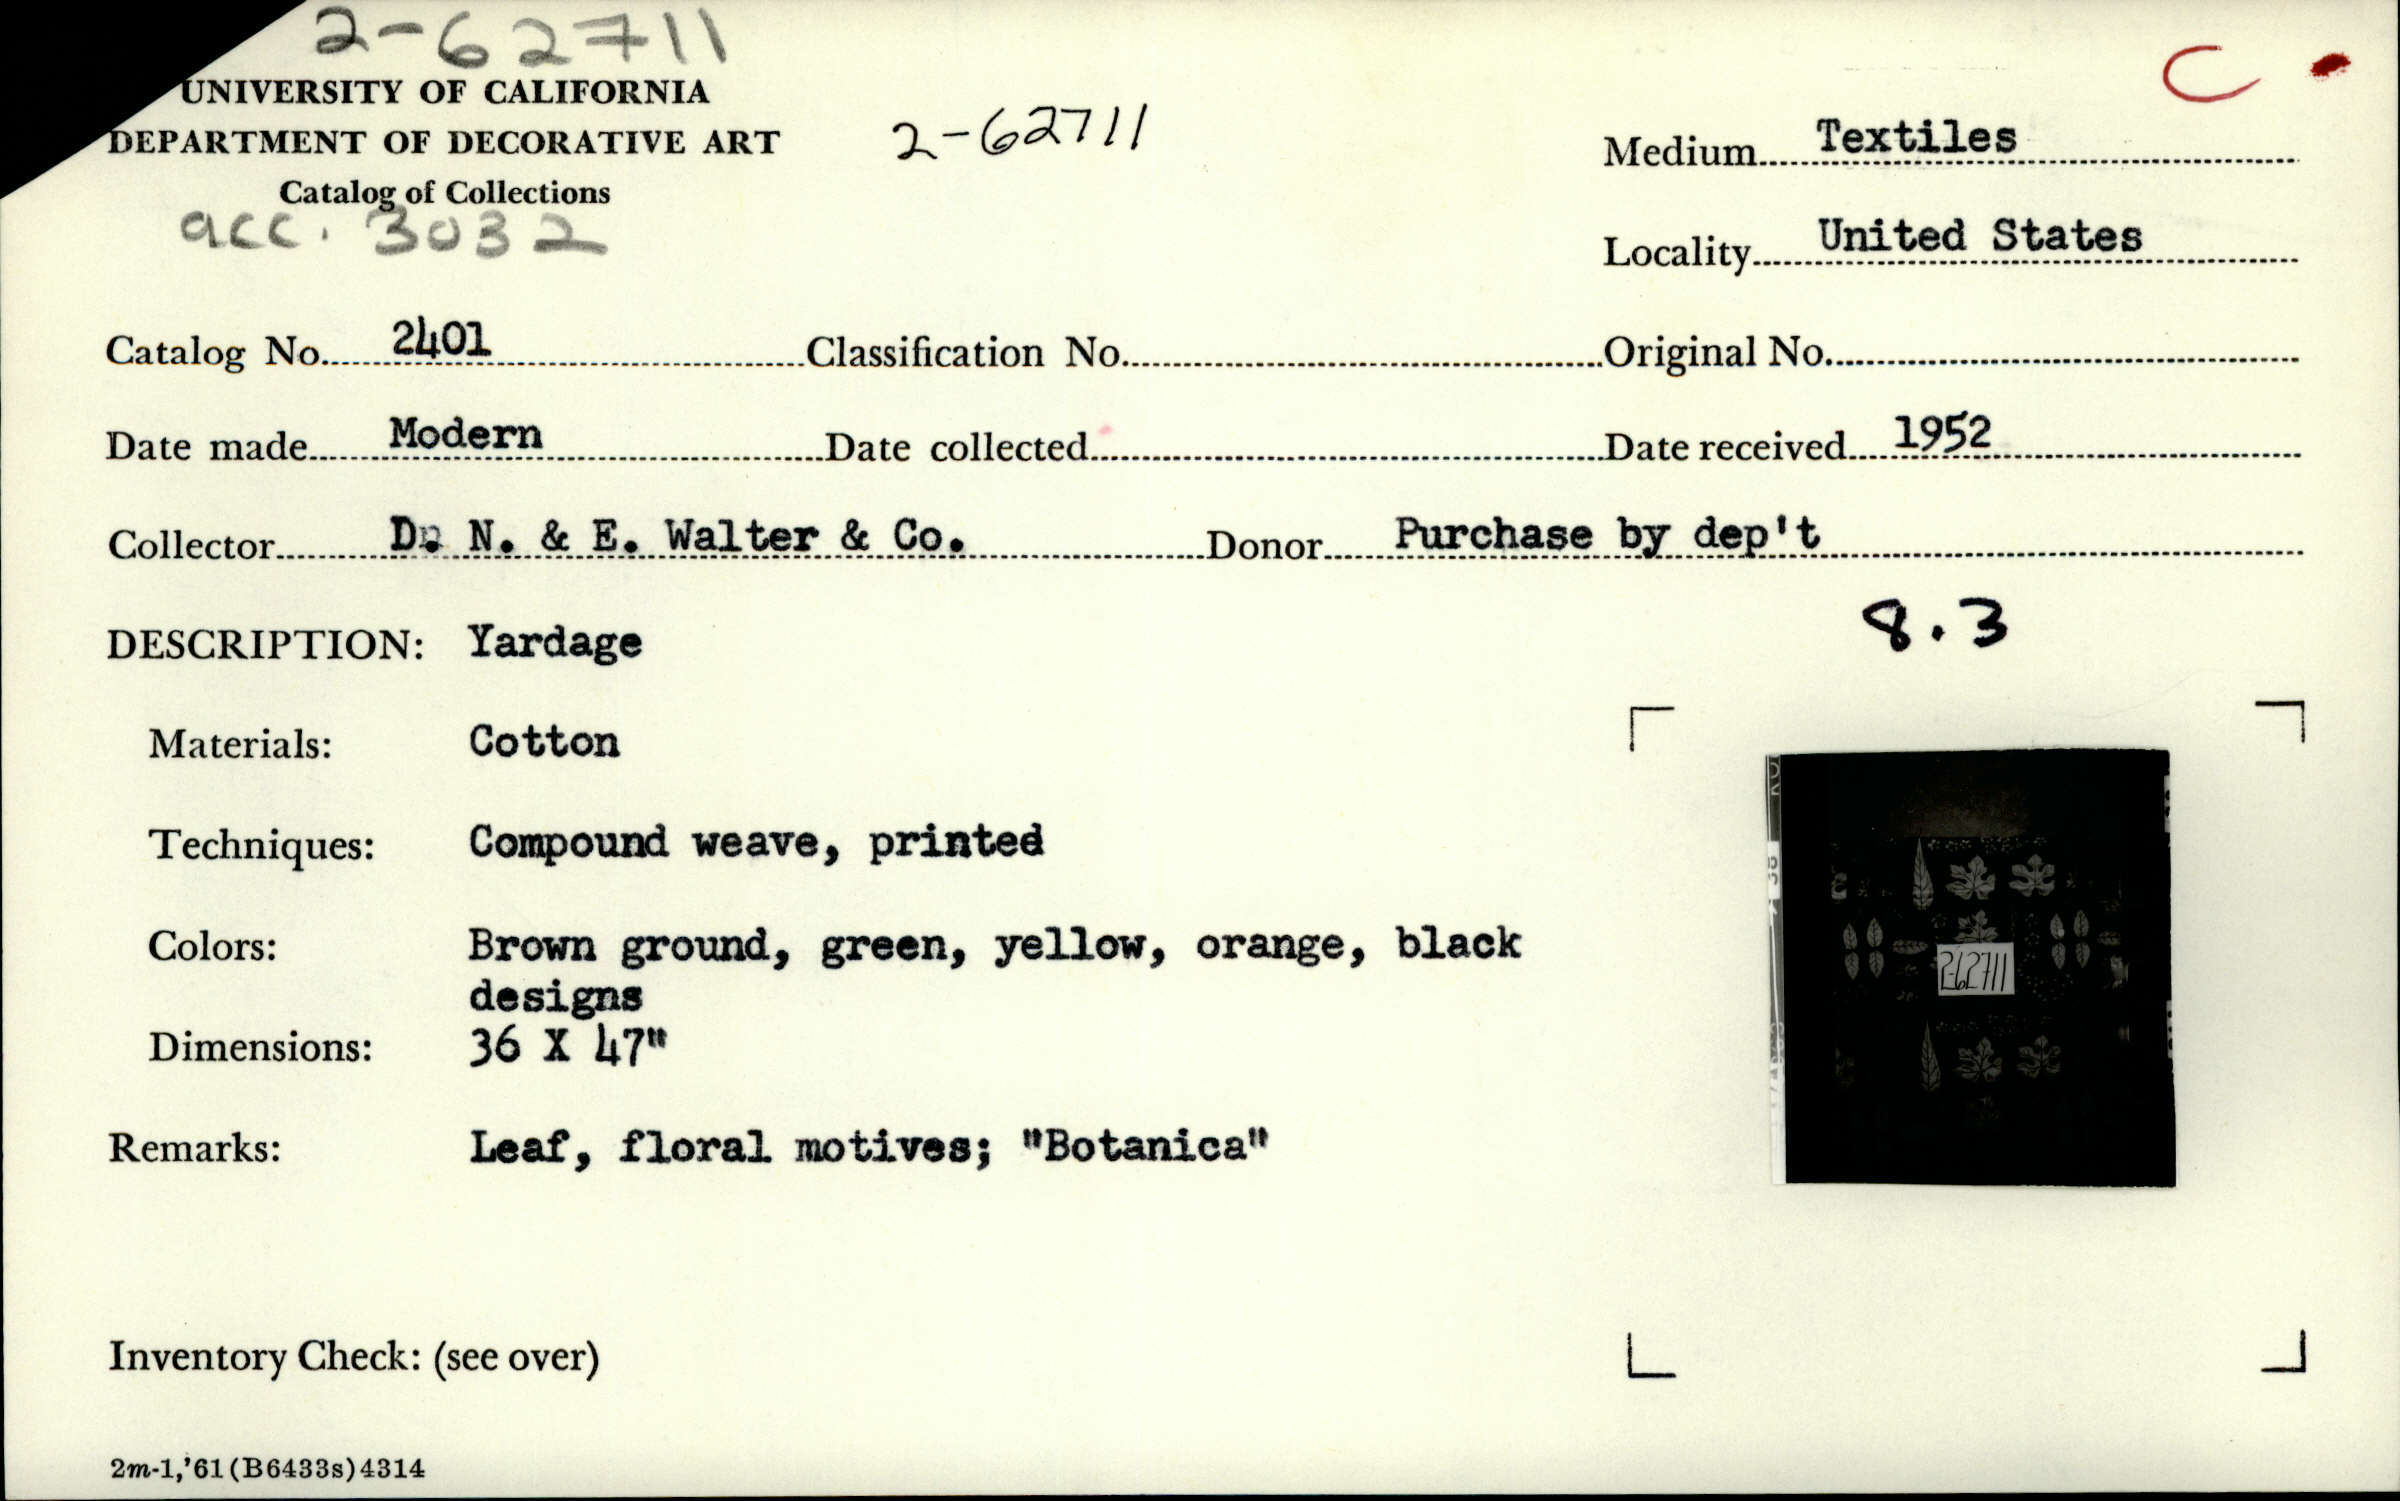 2-62711
UNIVERSITY OF CALIFORNIA
DEPARTMENT OF DECORATIVE ART
Catalog of Collections
acc. 3032
2-62711
C
Medium Textiles
Locality United States
Catalog No. 2401 Classification No. Original No.
Date made Modern Date collected Date received 1952
Collector D. N. & E. Walter & Co. Donor Purchase by dep't
8.3
DESCRIPTION: Yardage
Materials: Cotton
Techniques: Compound weave, printed
Colors: Brown ground, green, yellow, orange, black
designs
Dimensions: 36 X 47"
Remarks: Leaf, floral motives; "Botanica"
2-62711
Inventory Check: (see over)
2m-1,'61(B6433s)4314